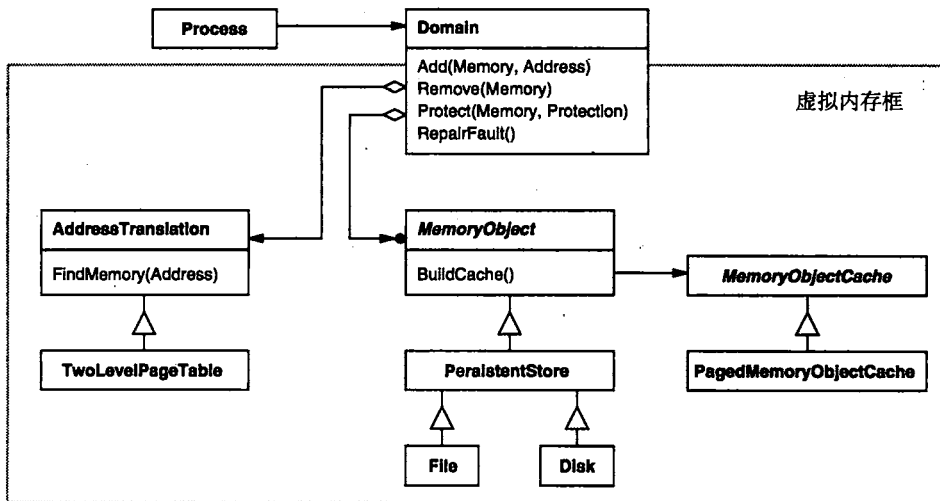 Process
Domain
Add(Memory, Address)
Remove(Memory)
Protect(Memory, Protection)
RepairFault()
虚拟内存框
AddressTranslation
FindMemory(Address)
MemoryObject
BuildCache()
MemoryObjectCache
TwoLevelPageTable
PersistentStore
PagedMemoryObjectCache
File
Disk